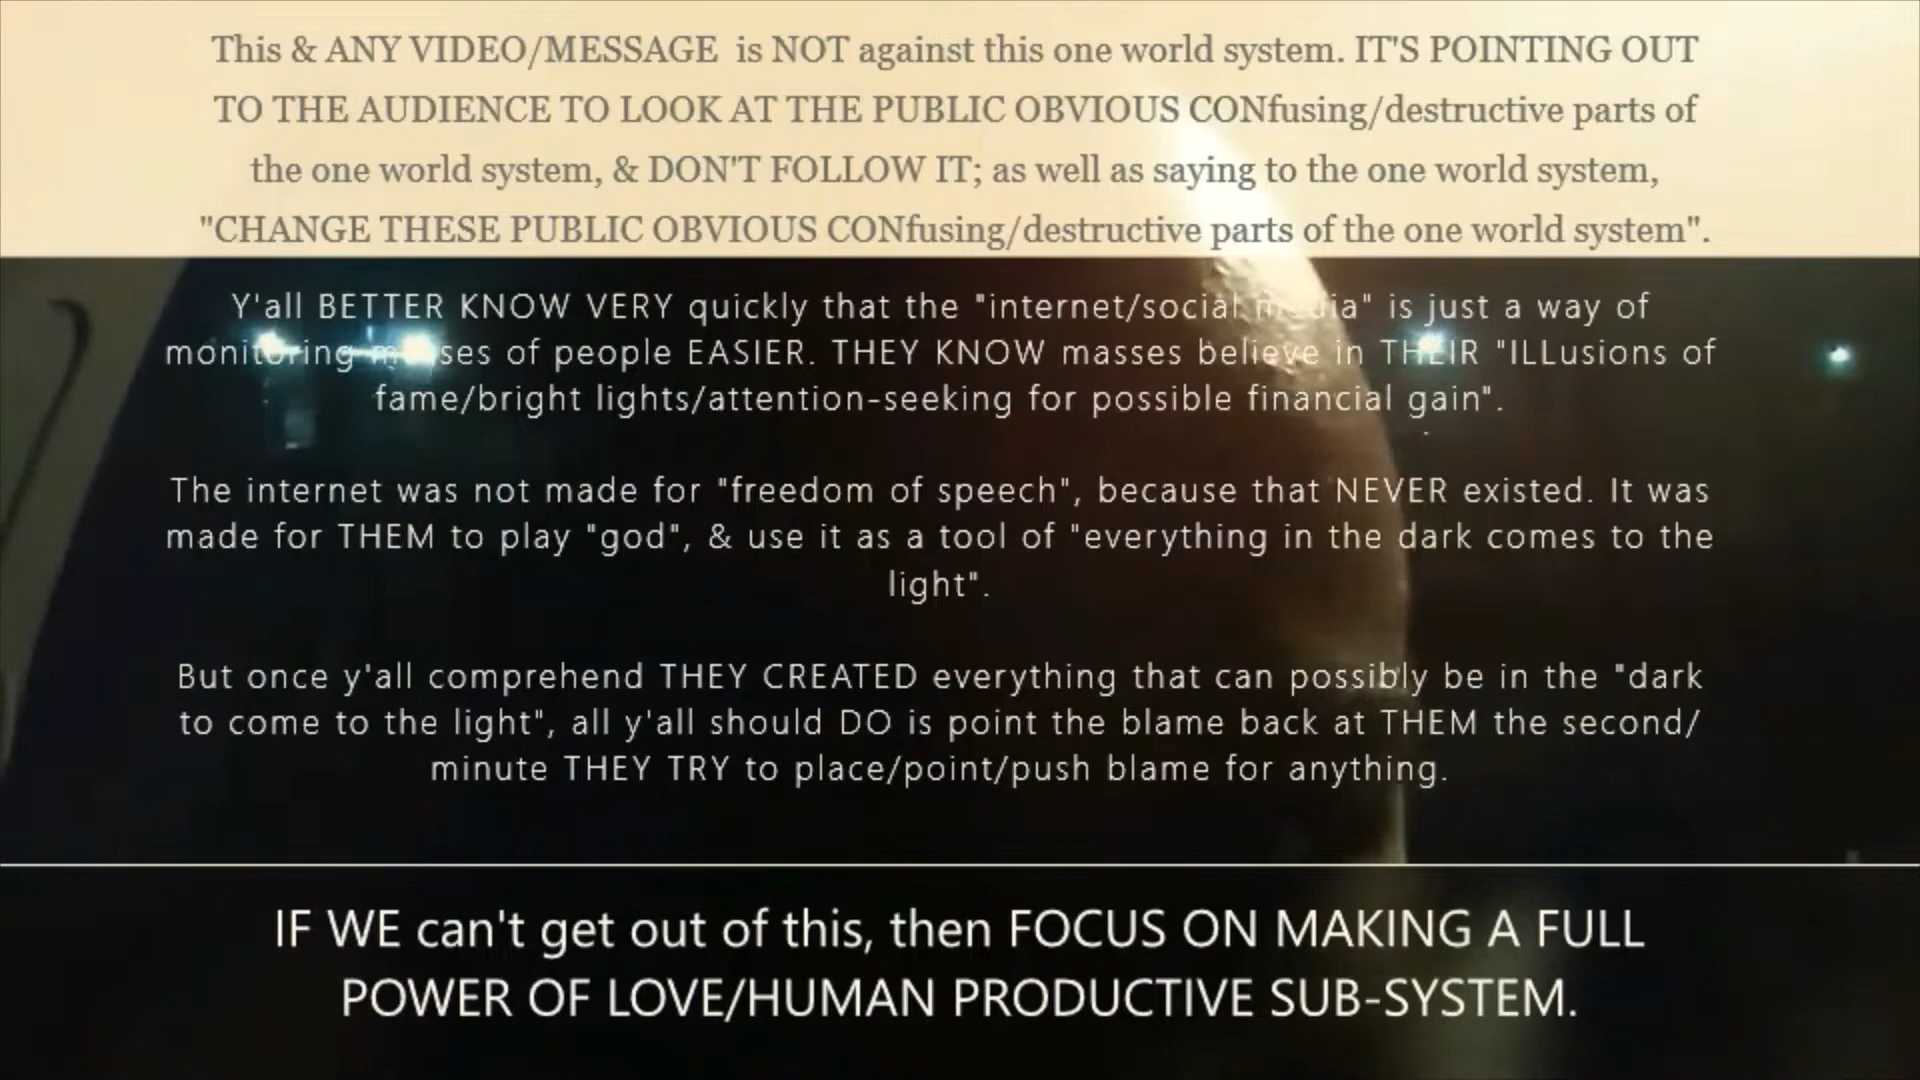 This & ANY VIDEO/MESSAGE is NOT against this one world system. IT'S POINTING OUT
TO THE AUDIENCE TO LOOK AT THE PUBLIC OBVIOUS CONfusing/destructive parts of
the one world system, & DON'T FOLLOW IT; as well as saying to the one world system,
"CHANGE THESE PUBLIC OBVIOUS CONfusing/destructive parts of the one world system".
Y'all BETTER KNOW VERY quickly that the "internet/social media" is just a way of
monitoring masses of people EASIER. THEY KNOW masses believe in THEIR "ILLusions of
fame/bright lights/attention-seeking for possible financial gain".
The internet was not made for "freedom of speech", because that NEVER existed. It was
made for THEM to play "god", & use it as a tool of "everything in the dark comes to the
light".
But once y'all comprehend THEY CREATED everything that can possibly be in the "dark
to come to the light", all y'all should DO is point the blame back at THEM the second/
minute THEY TRY to place/point/push blame for anything.
IF WE can't get out of this, then FOCUS ON MAKING A FULL
POWER OF LOVE/HUMAN PRODUCTIVE SUB-SYSTEM.